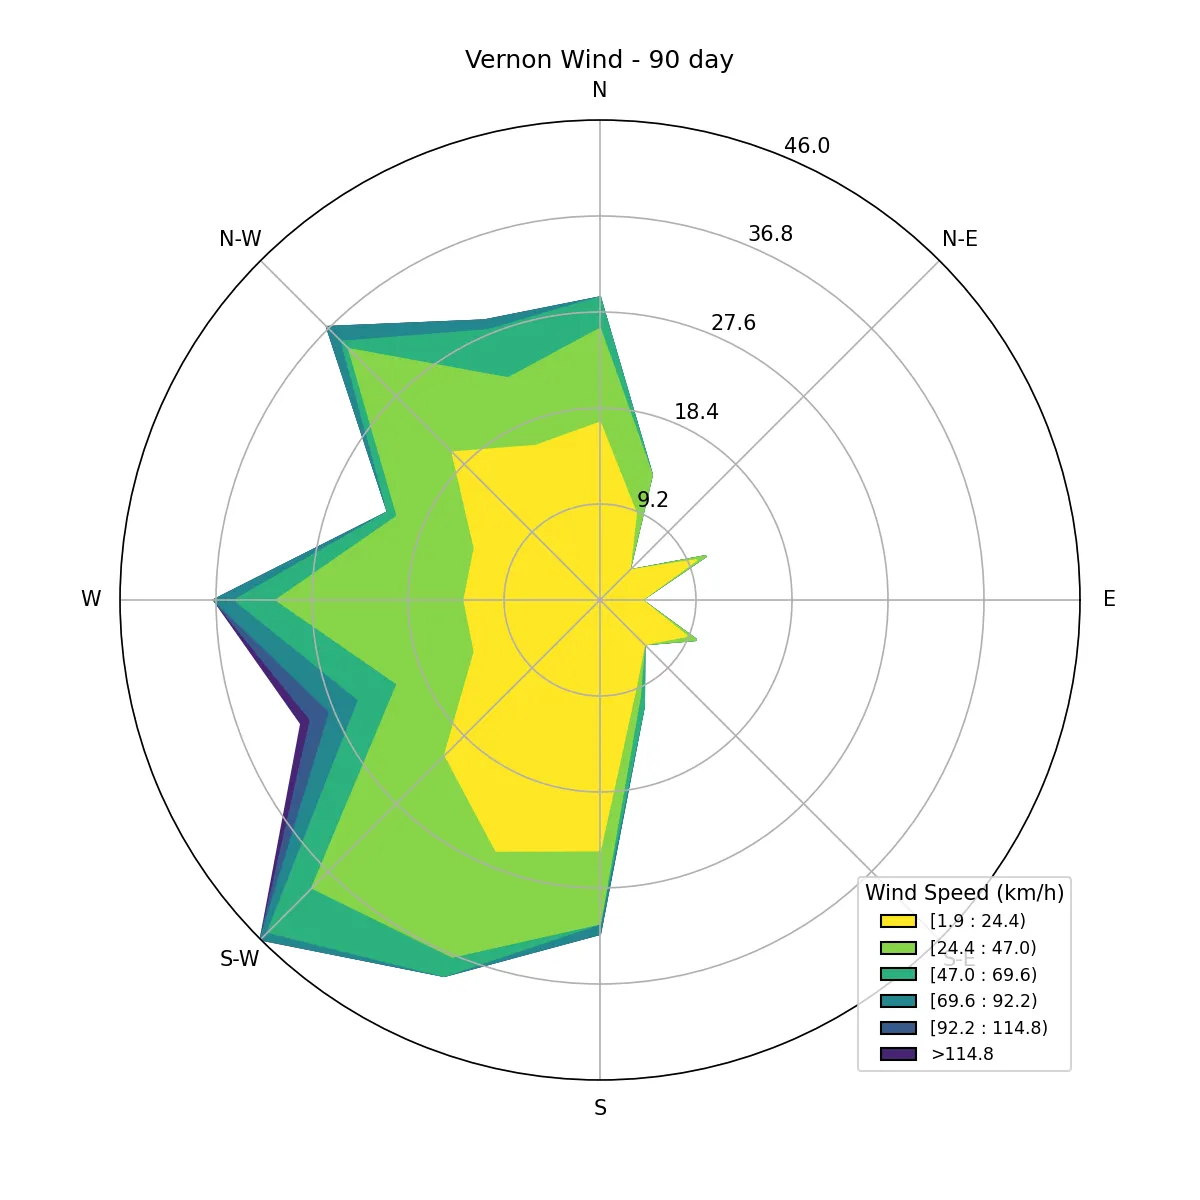 Vernon Wind - 90 day
N
46.0
36.8
N-W
N-E
27.6
18.4
9.2
W
E
Wind Speed (km/h)
[1.9 : 24.4)
[24.4 : 47.0)
S-W
S-E
[47.0 : 69.6)
[69.6 : 92.2)
[92.2 : 114.8)
>114.8
S